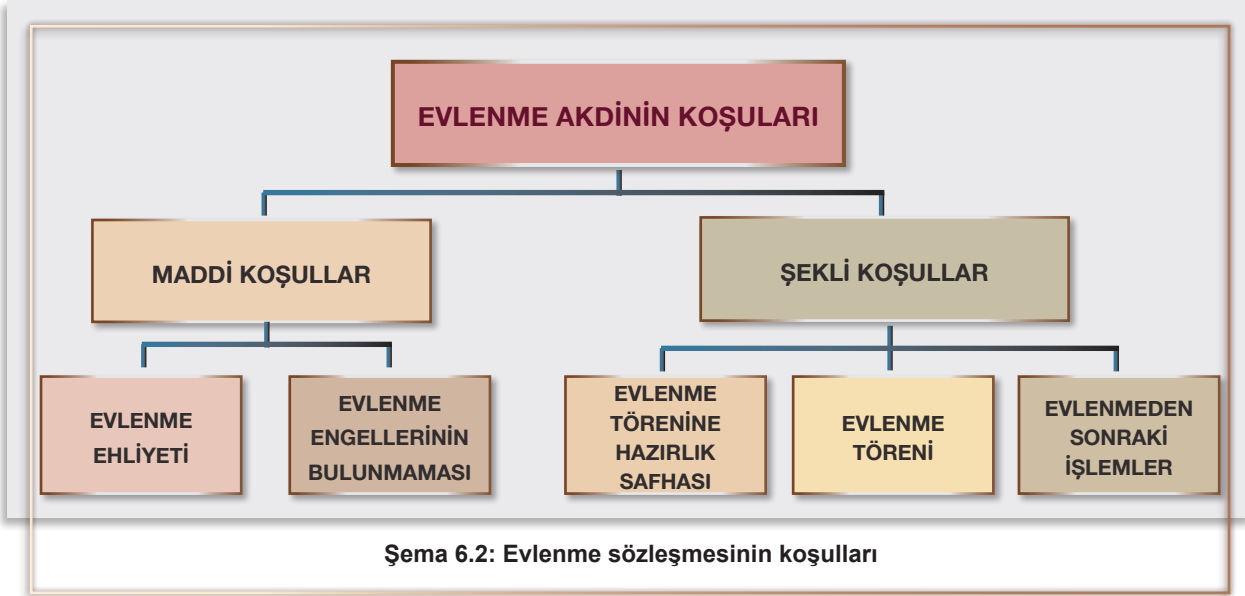 EVLENME AKDİNİN KOŞULARI
MADDİ KOŞULLAR
ŞEKLİ KOŞULLAR
EVLENME
EHLİYETİ
EVLENME
ENGELLERİNİN
BULUNMAMASI
EVLENME
TÖRENİNE
HAZIRLIK
SAFHASI
EVLENME
TÖRENİ
EVLENMEDEN
SONRAKİ
İŞLEMLER
Şema 6.2: Evlenme sözleşmesinin koşulları